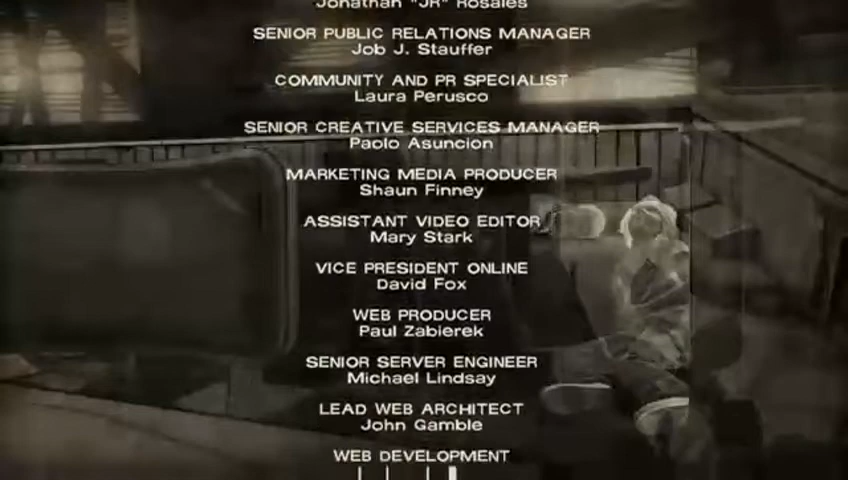 Jonathan "JR" Rosales
SENIOR PUBLIC RELATIONS MANAGER
Job J. Stauffer
COMMUNITY AND PR SPECIALIST
Laura Perusco
SENIOR CREATIVE SERVICES MANAGER
Paolo Asuncion
MARKETING MEDIA PRODUCER
Shaun Finney
ASSISTANT VIDEO EDITOR
Mary Stark
VICE PRESIDENT ONLINE
David Fox
WEB PRODUCER
Paul Zabierek
SENIOR SERVER ENGINEER
Michael Lindsay
LEAD WEB ARCHITECT
John Gamble
WEB DEVELOPMENT